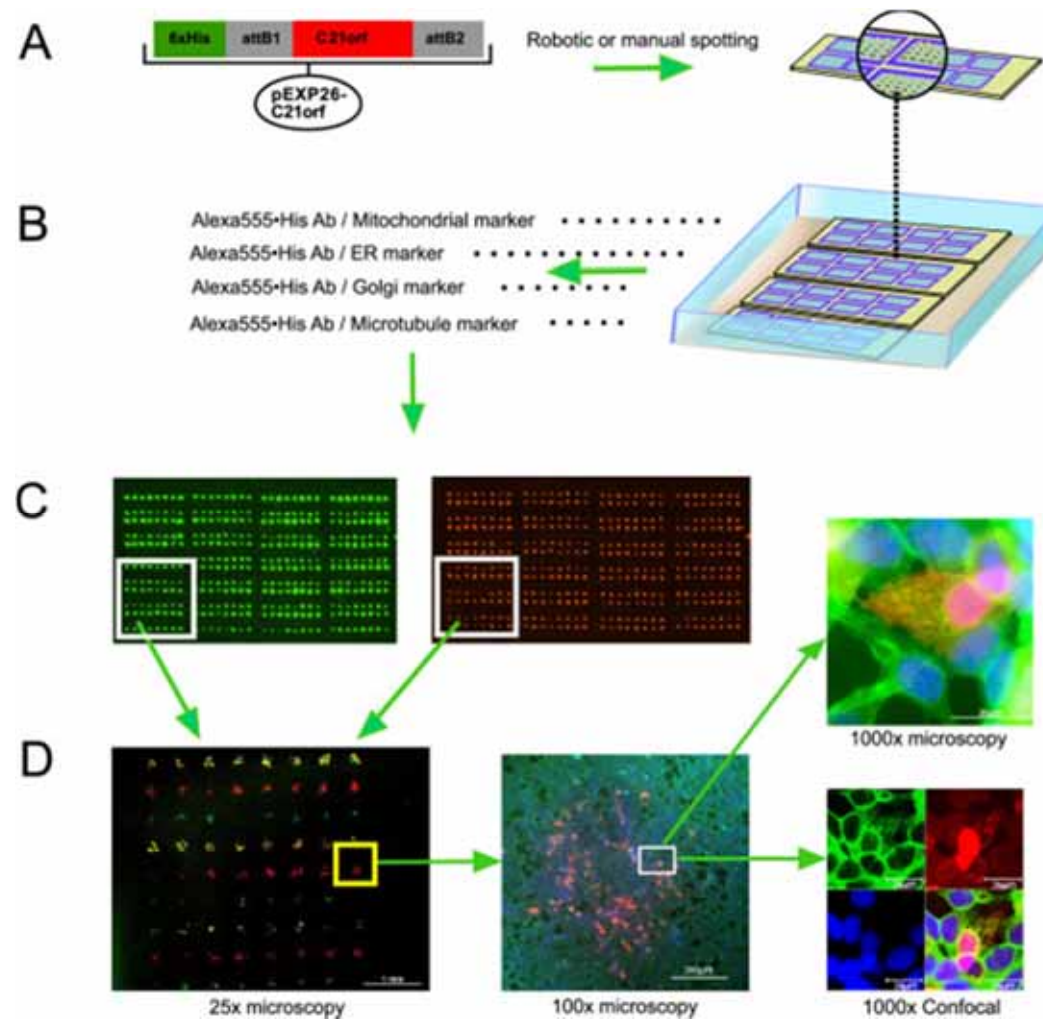 A
6xHis attB1 C21orf attB2
pEXP26-
C21orf
Robotic or manual spotting
B
Alexa555•His Ab / Mitochondrial marker
Alexa555•His Ab / ER marker
Alexa555•His Ab / Golgi marker
Alexa555•His Ab / Microtubule marker
C
1000x microscopy
D
25x microscopy
100x microscopy
1000x Confocal